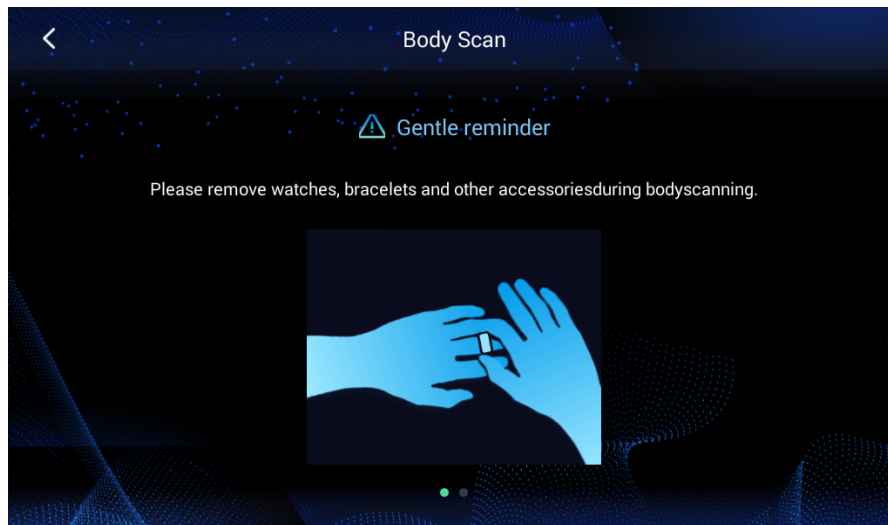 Body Scan
Gentle reminder
Please remove watches, bracelets and other accessoriesduring bodyscanning.